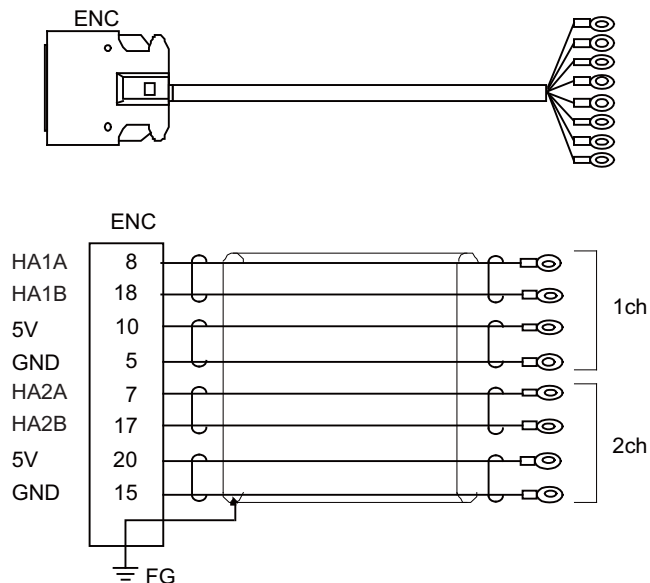 ENC
ENC
HA1A 8
HA1B 18
5V 10
GND 5
1ch
HA2A 7
HA2B 17
5V 20
GND 15
2ch
FG